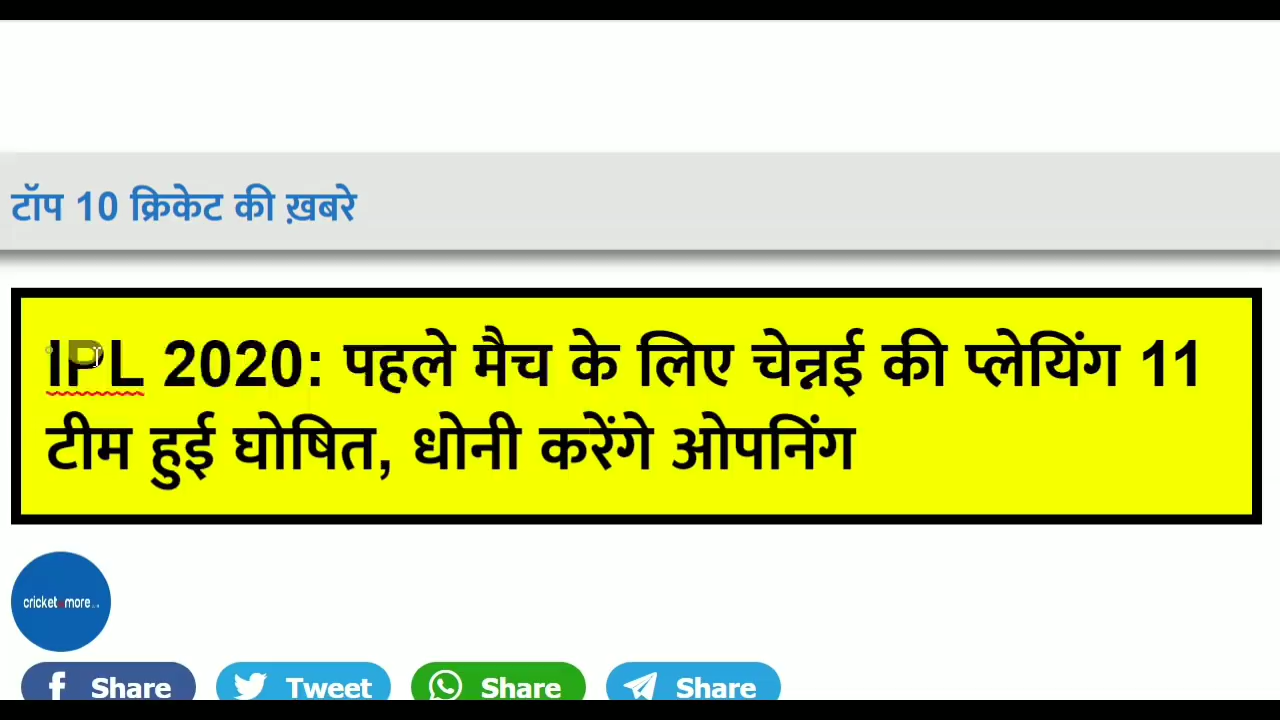 टॉप 10 क्रिकेट की ख़बरे
IPL 2020: पहले मैच के लिए चेन्नई की प्लेयिंग 11
टीम हुई घोषित, धोनी करेंगे ओपनिंग
cricket more
Share Tweet Share Share